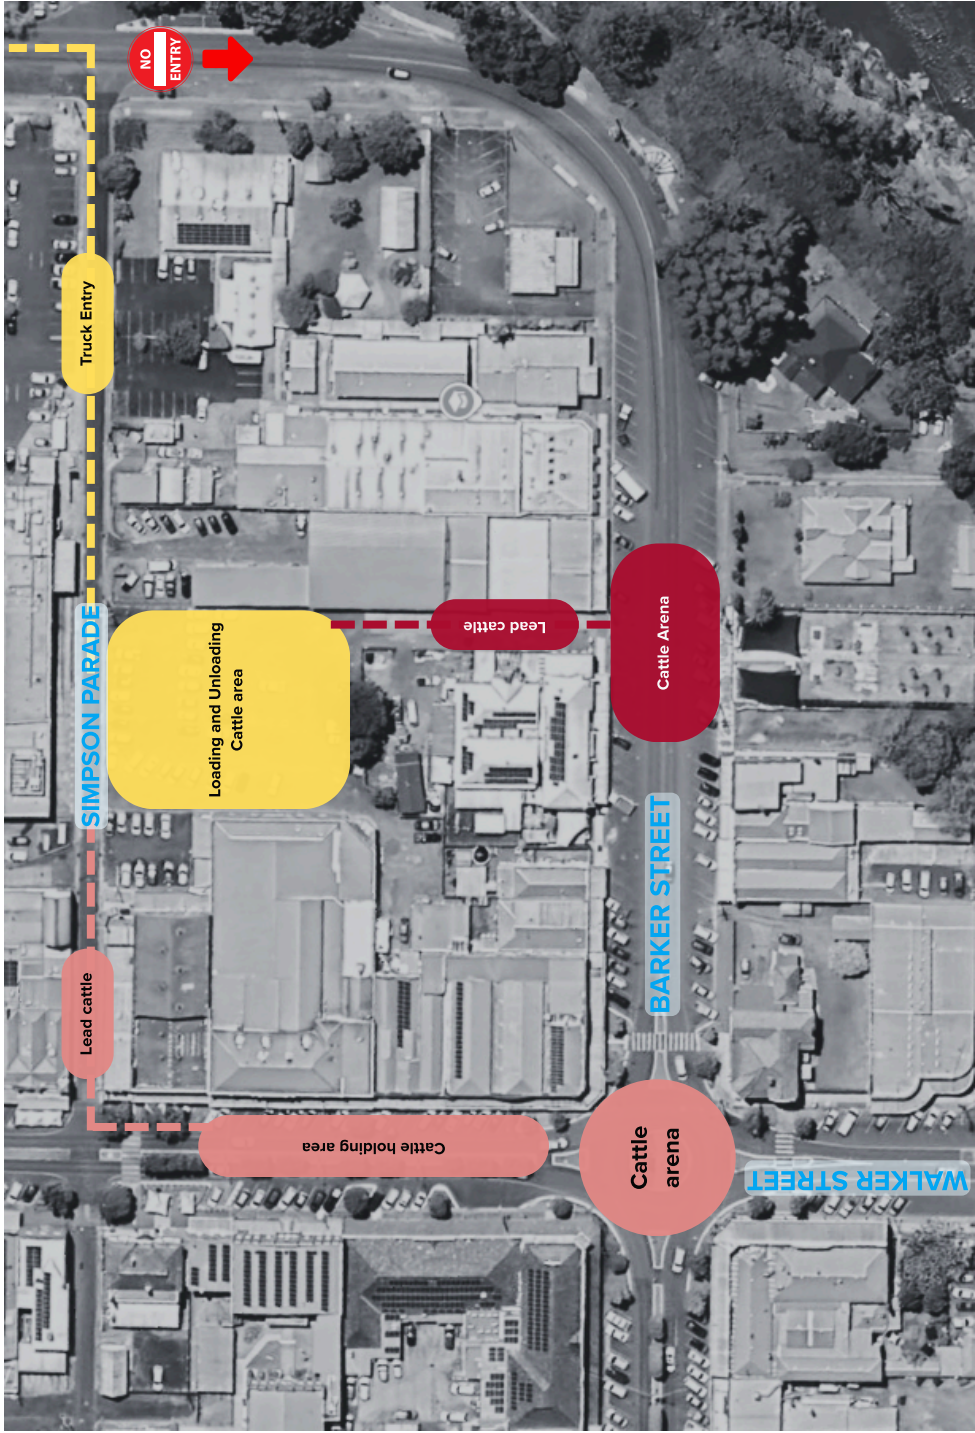 NO
ENTRY
Truck Entry
SIMPSON PARADE
Loading and Unloading
Cattle area
Lead cattle
Cattle Arena
BARKER STREET
Lead cattle
Cattle holding area
Cattle
arena
WALKER STREET